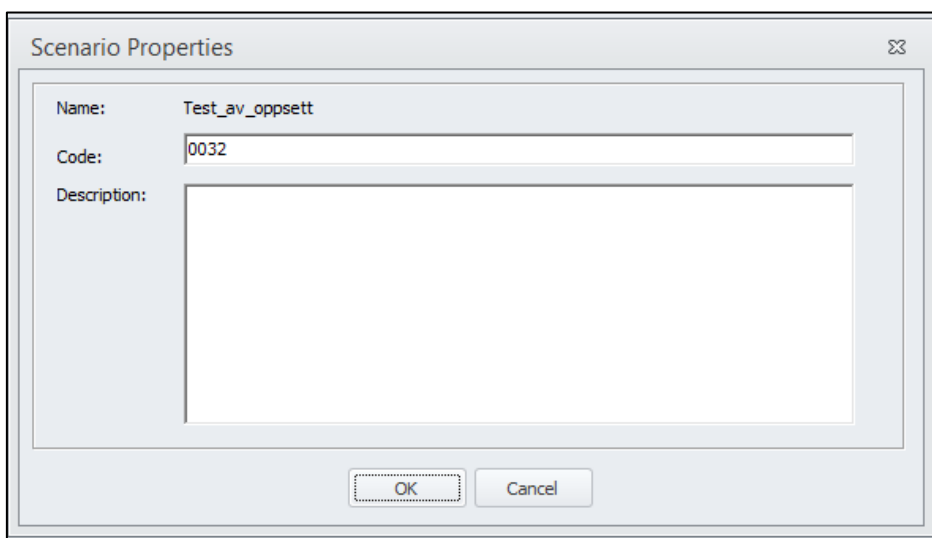 Scenario Properties
Name: Test_av_oppsett
Code: 0032
Description:
OK Cancel